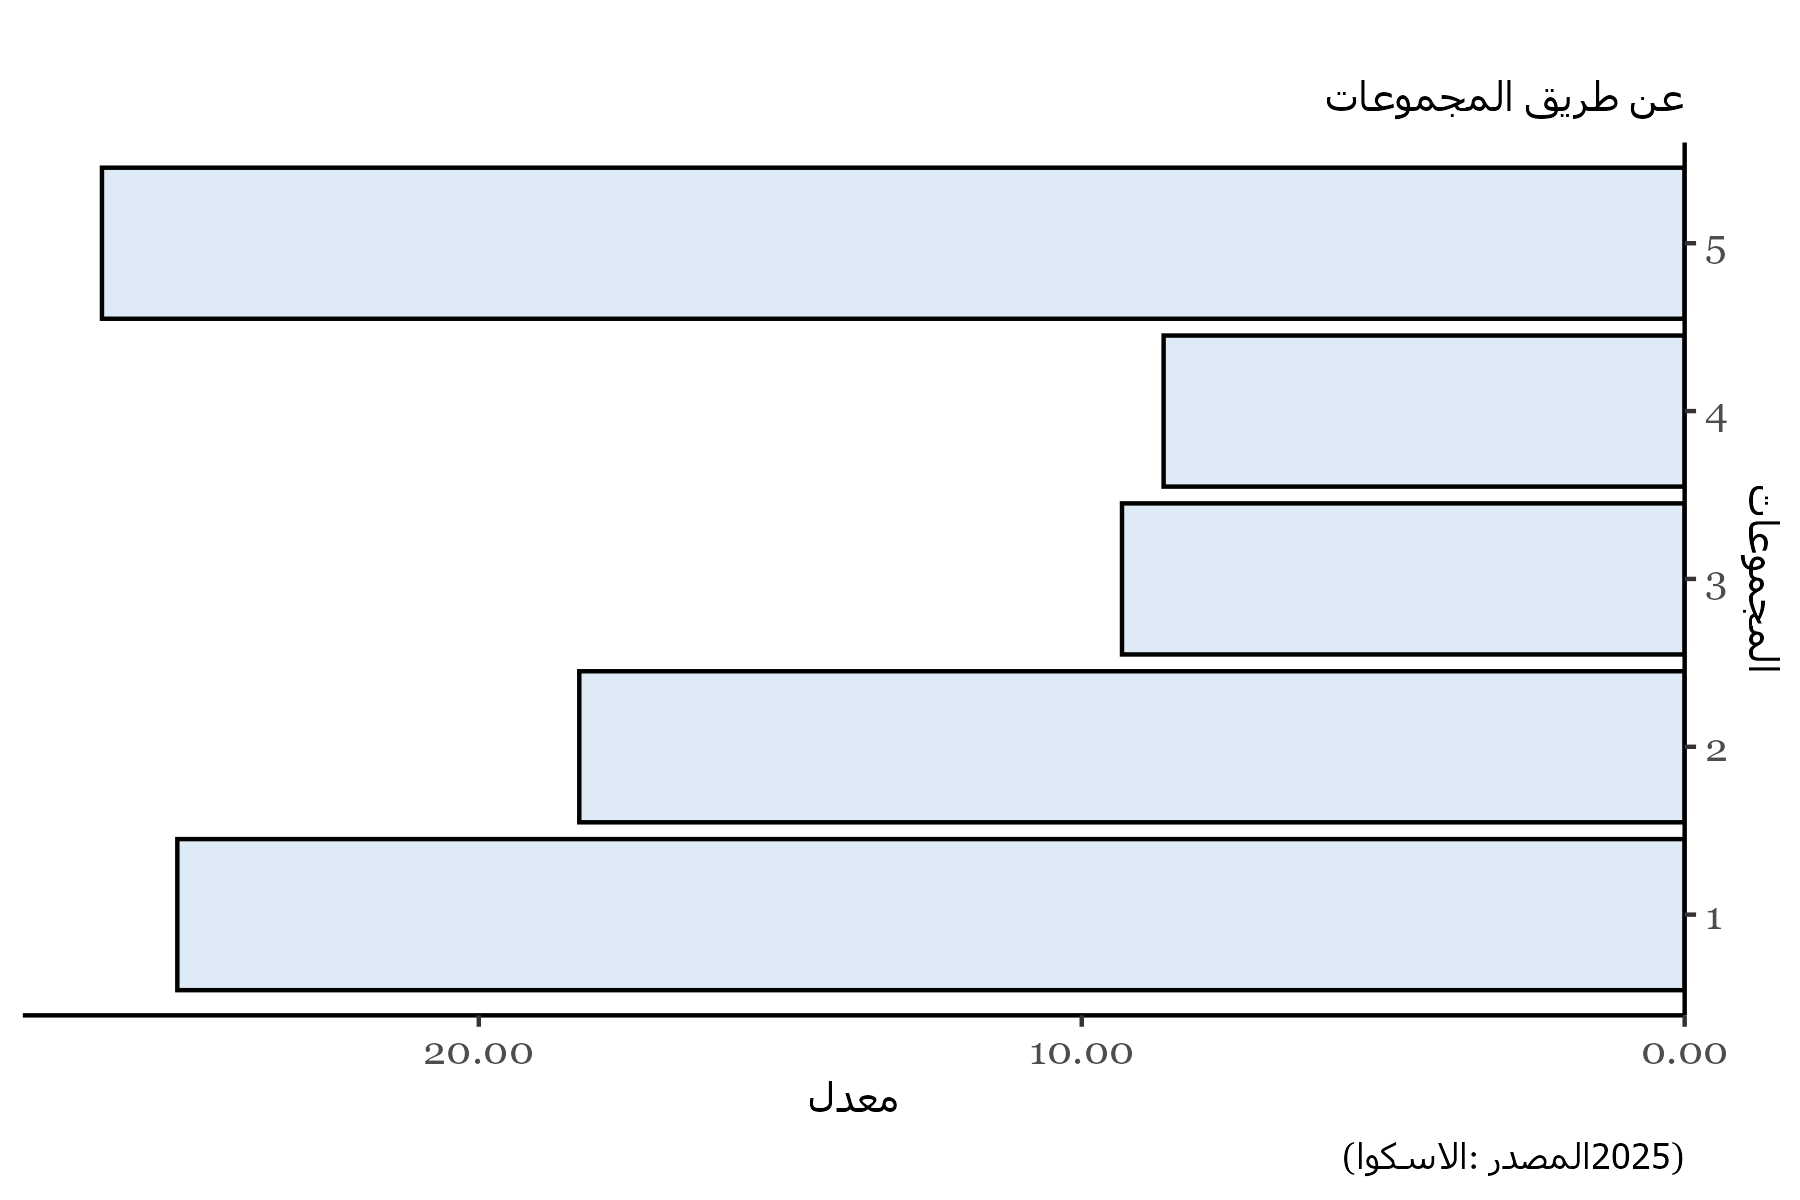 عن طريق المجموعات
5
4
3
2
1
المجموعات
20.00 10.00 0.00
معدل
(2025المصدر :الاسكوا)